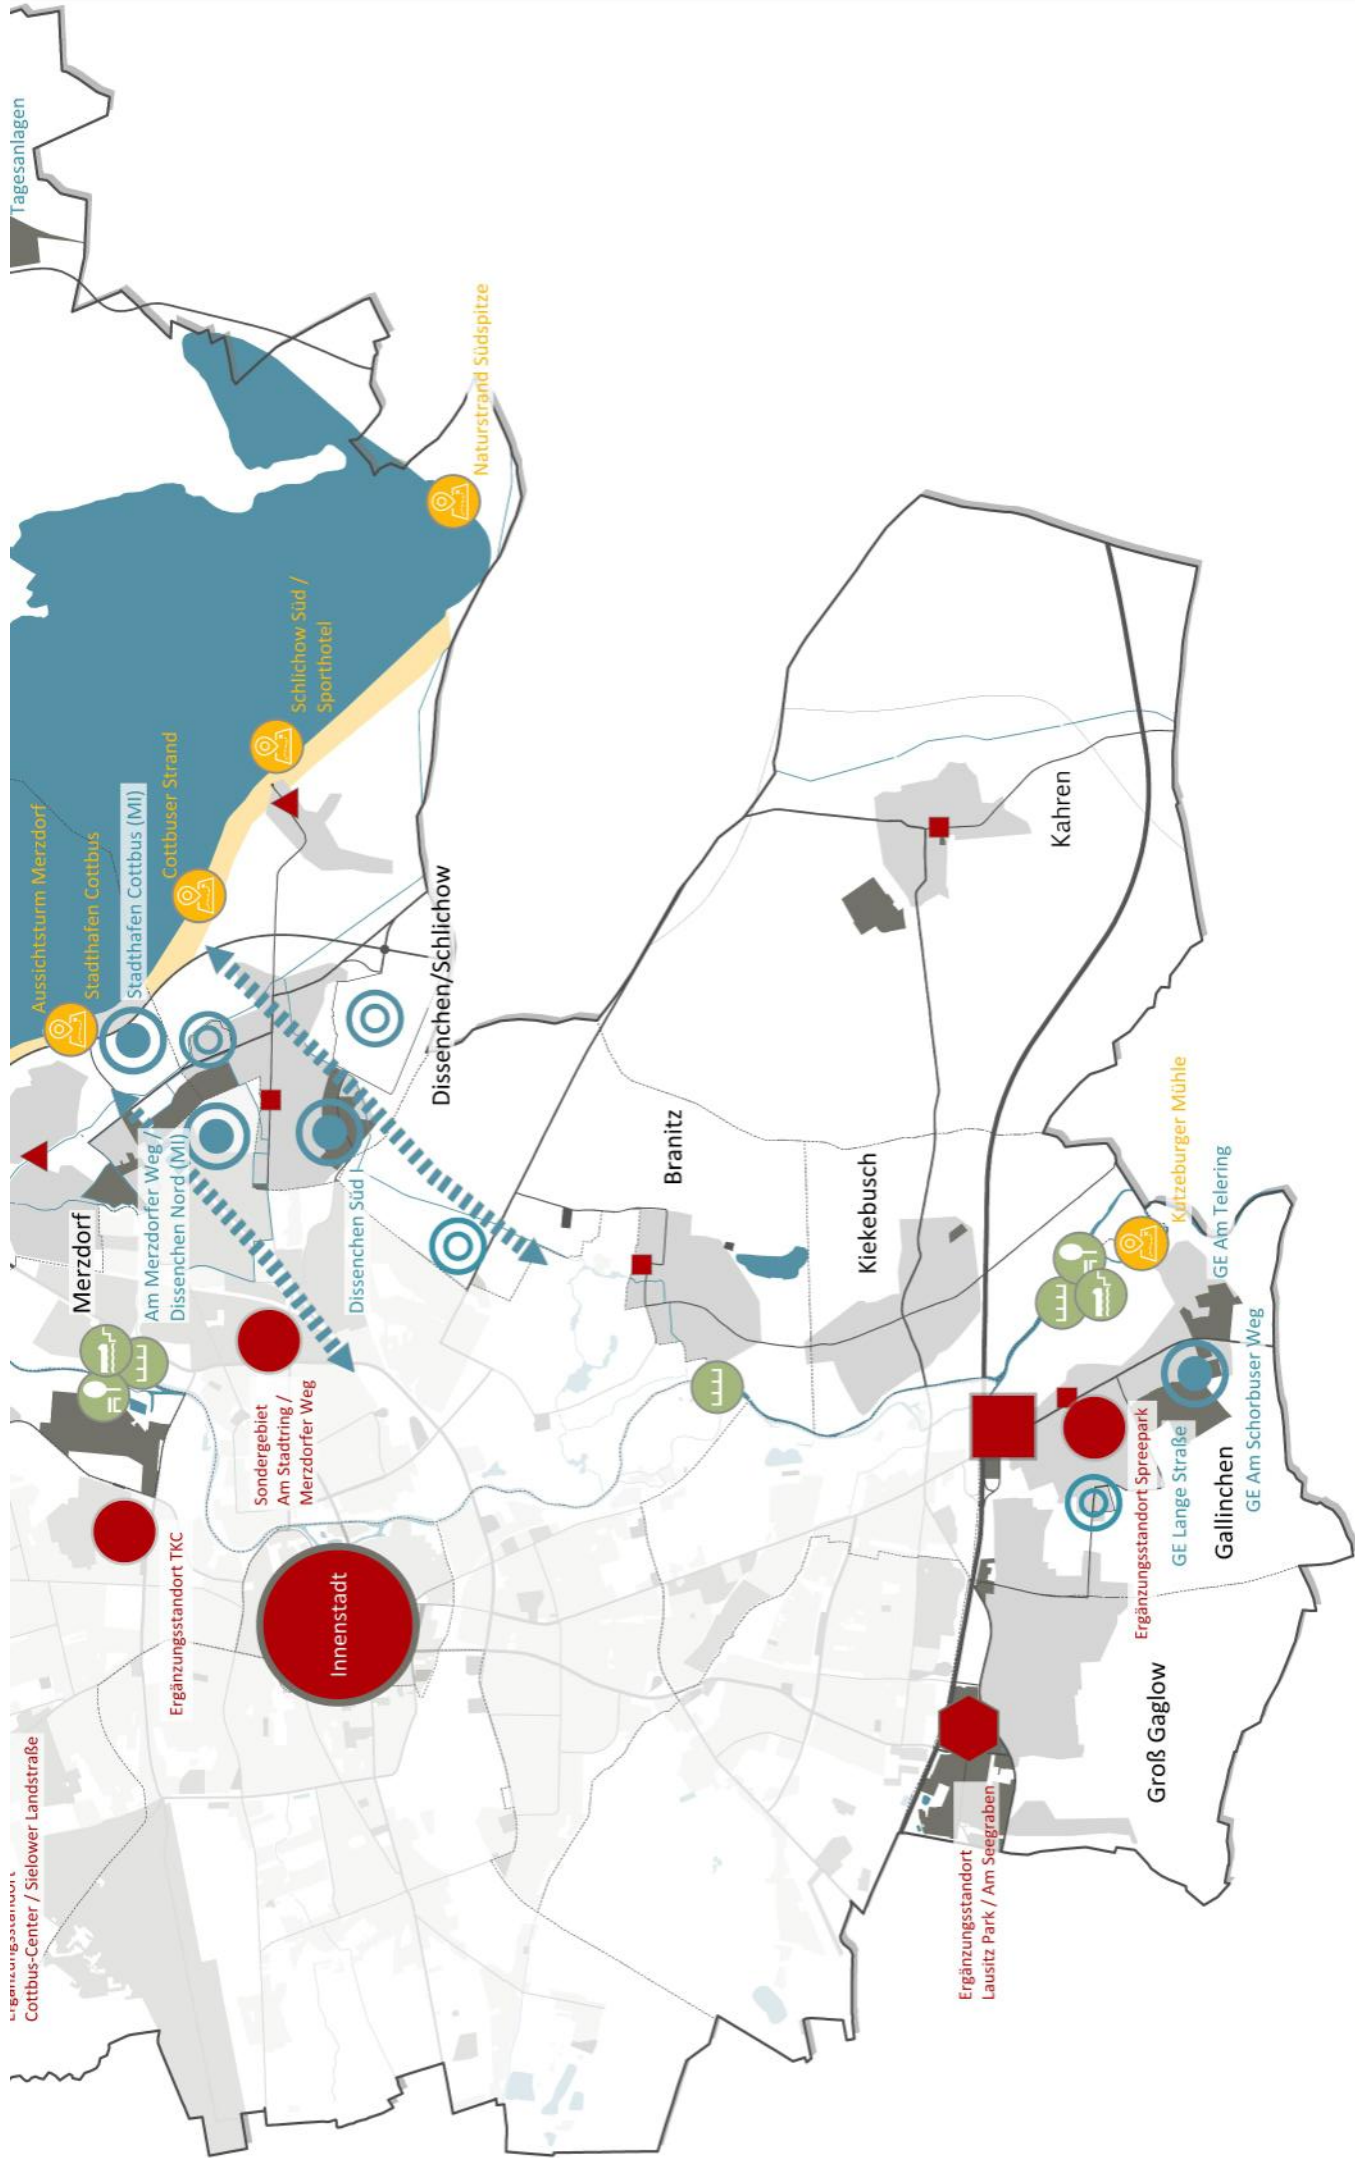 Tagesanlagen
Naturstrand Südspitze
Schlichow Süd /
Sporthotel
Cottbuser Strand
Aussichtsturm Merzdorf
Stadthafen Cottbus
Stadthafen Cottbus (MI)
Dissenchen/Schlichow
Kahren
Merzdorf
Am Merzdorfer Weg /
Dissenchen Nord (MI)
Dissenchen Süd I
Branitz
Kiekebusch
Kutzeburger Mühle
GE Am Telering
Sondergebiet
Am Stadtring /
Merzdorfer Weg
Ergänzungsstandort TKC
Innenstadt
Ergänzungsstandort Spreepark
GE Lange Straße
Gallinchen
GE Am Schorbuser Weg
Groß Gaglow
Ergänzungsstandort
Lausitz Park / Am Seegraben
Ergänzungsstandort
Cottbus-Center / Sielower Landstraße